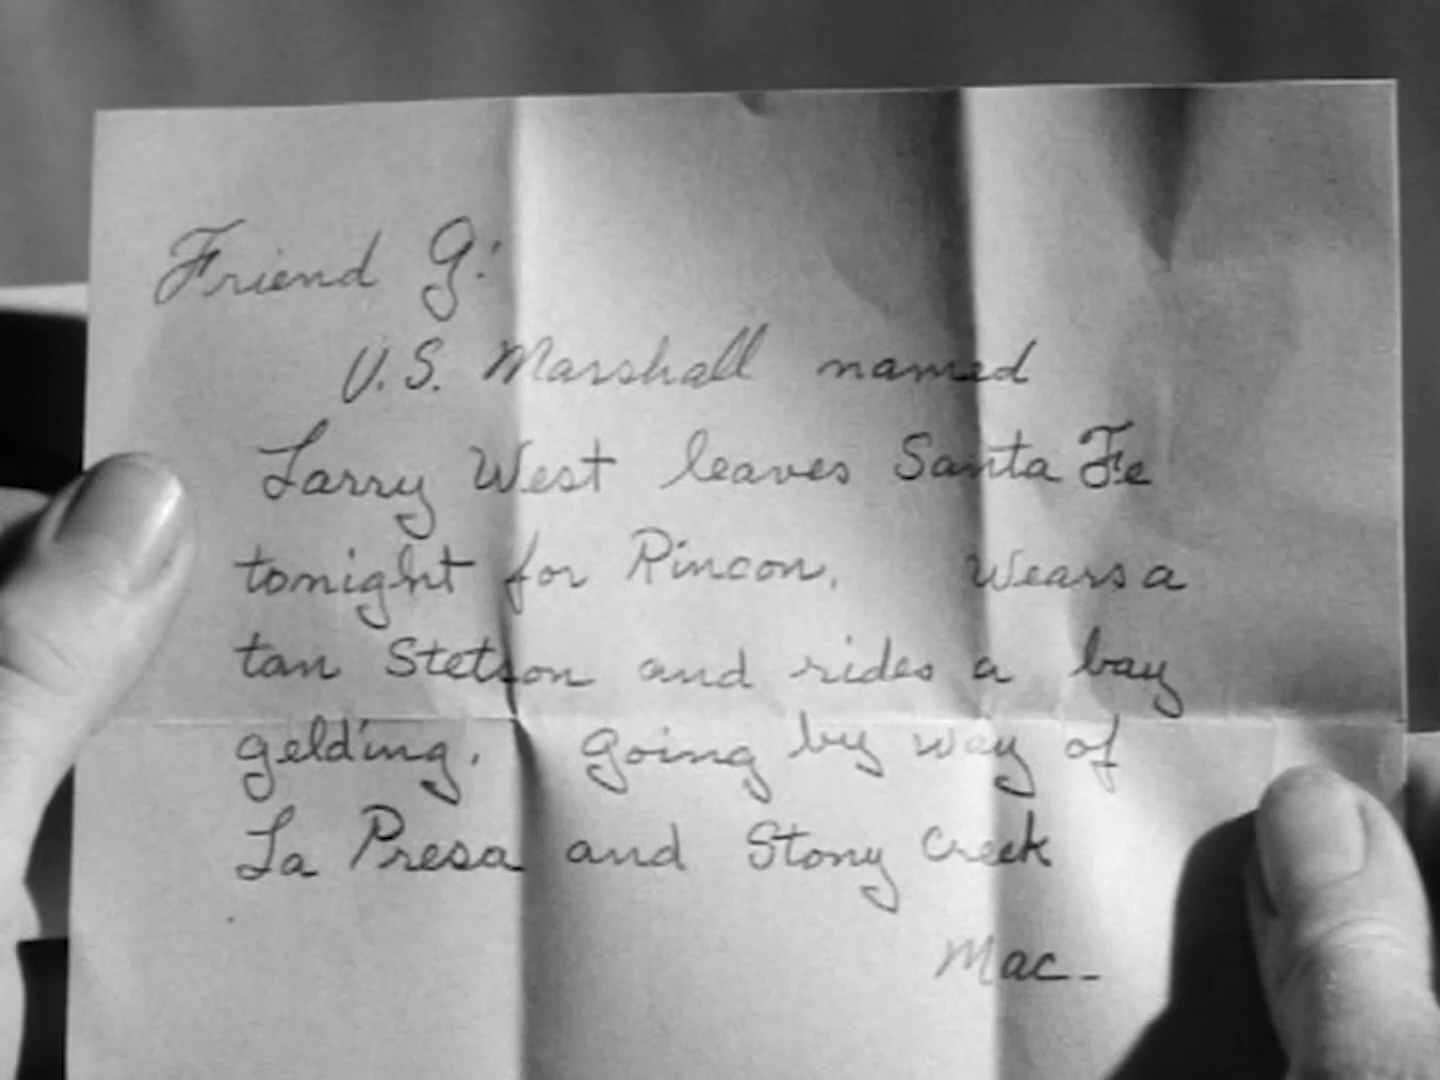 Friend G:
U.S. Marshall named
Larry West leaves Santa Fe
tonight for Rincon. Wears a
tan Stetson and rides a bay
gelding. Going by way of
La Presa and Stony Creek
Mac-